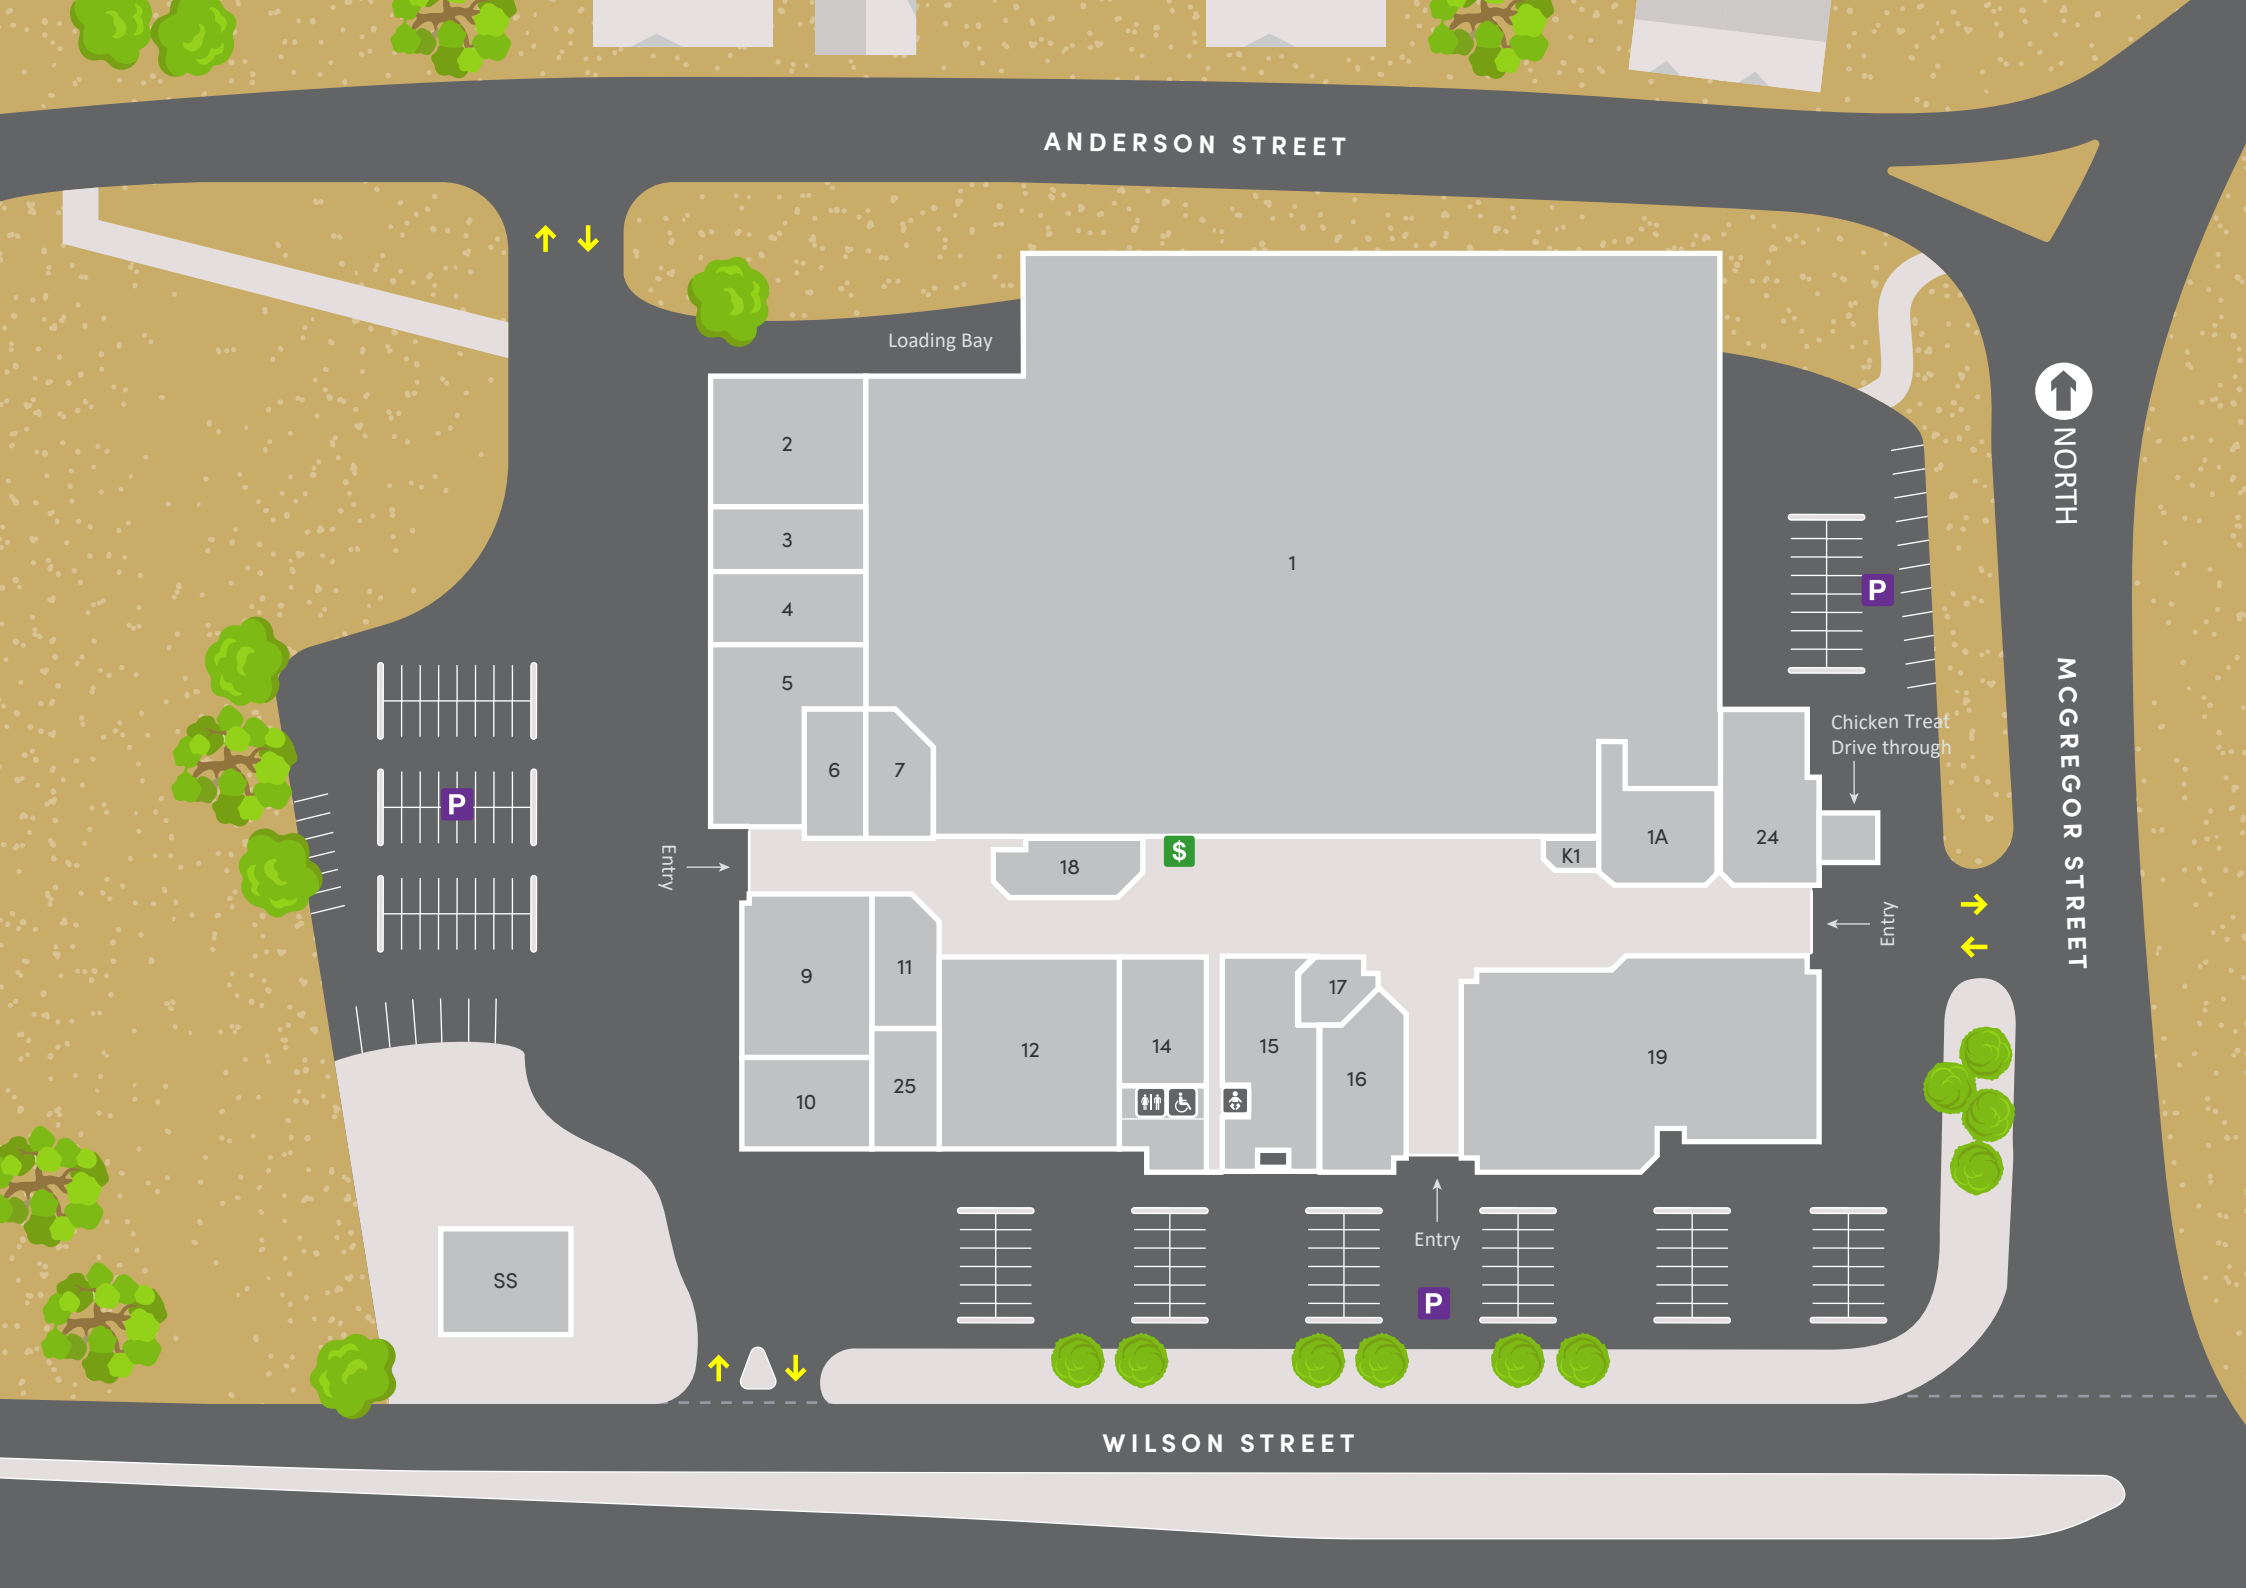 ANDERSON STREET
Loading Bay
NORTH
2
3
1
4
P
5
MCGREGOR STREET
Chicken Treat
Drive through
6
7
P
1A
24
$
K1
18
Entry
Entry
9
11
17
12
14
15
19
16
25
10
Entry
SS
P
WILSON STREET